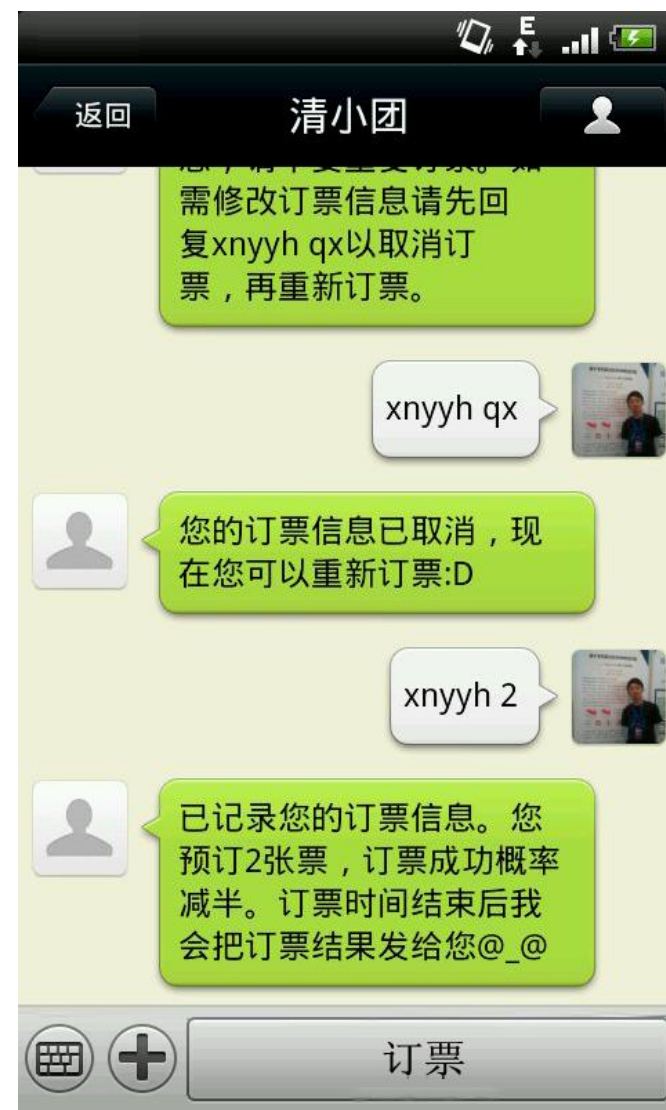 E
返回
清小团
需修改订票信息请先回
复xnyyh qx以取消订
票，再重新订票。
xnyyh qx
您的订票信息已取消，现
在您可以重新订票:D
xnyyh 2
已记录您的订票信息。您
预订2张票，订票成功概率
减半。订票时间结束后我
会把订票结果发给您@_@
订票